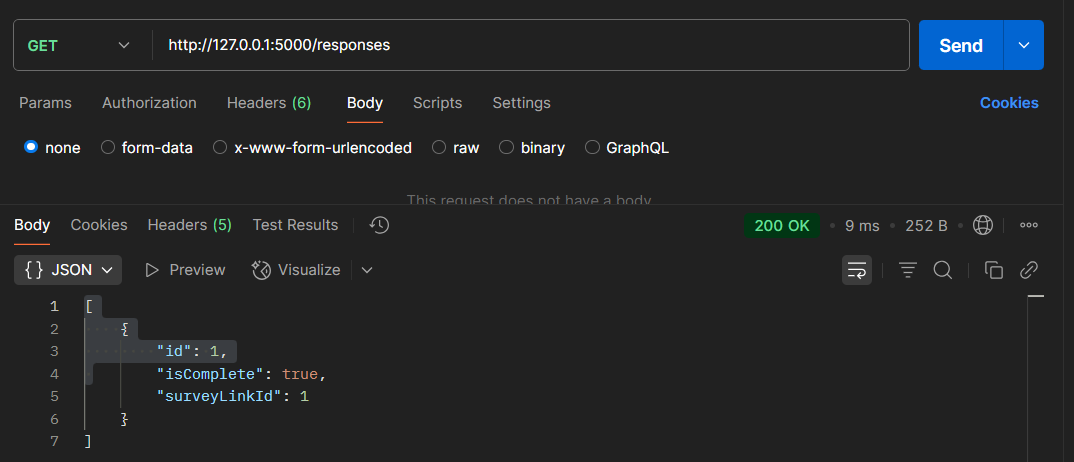 GET http://127.0.0.1:5000/responses Send
Params Authorization Headers (6) Body Scripts Settings Cookies
none form-data x-www-form-urlencoded raw binary GraphQL
This request does not have a body
Body Cookies Headers (5) Test Results 200 OK • 9 ms • 252 B •
{} JSON Preview Visualize
1 [
2 {
3 "id": 1,
4 "isComplete": true,
5 "surveyLinkId": 1
6 }
7 ]